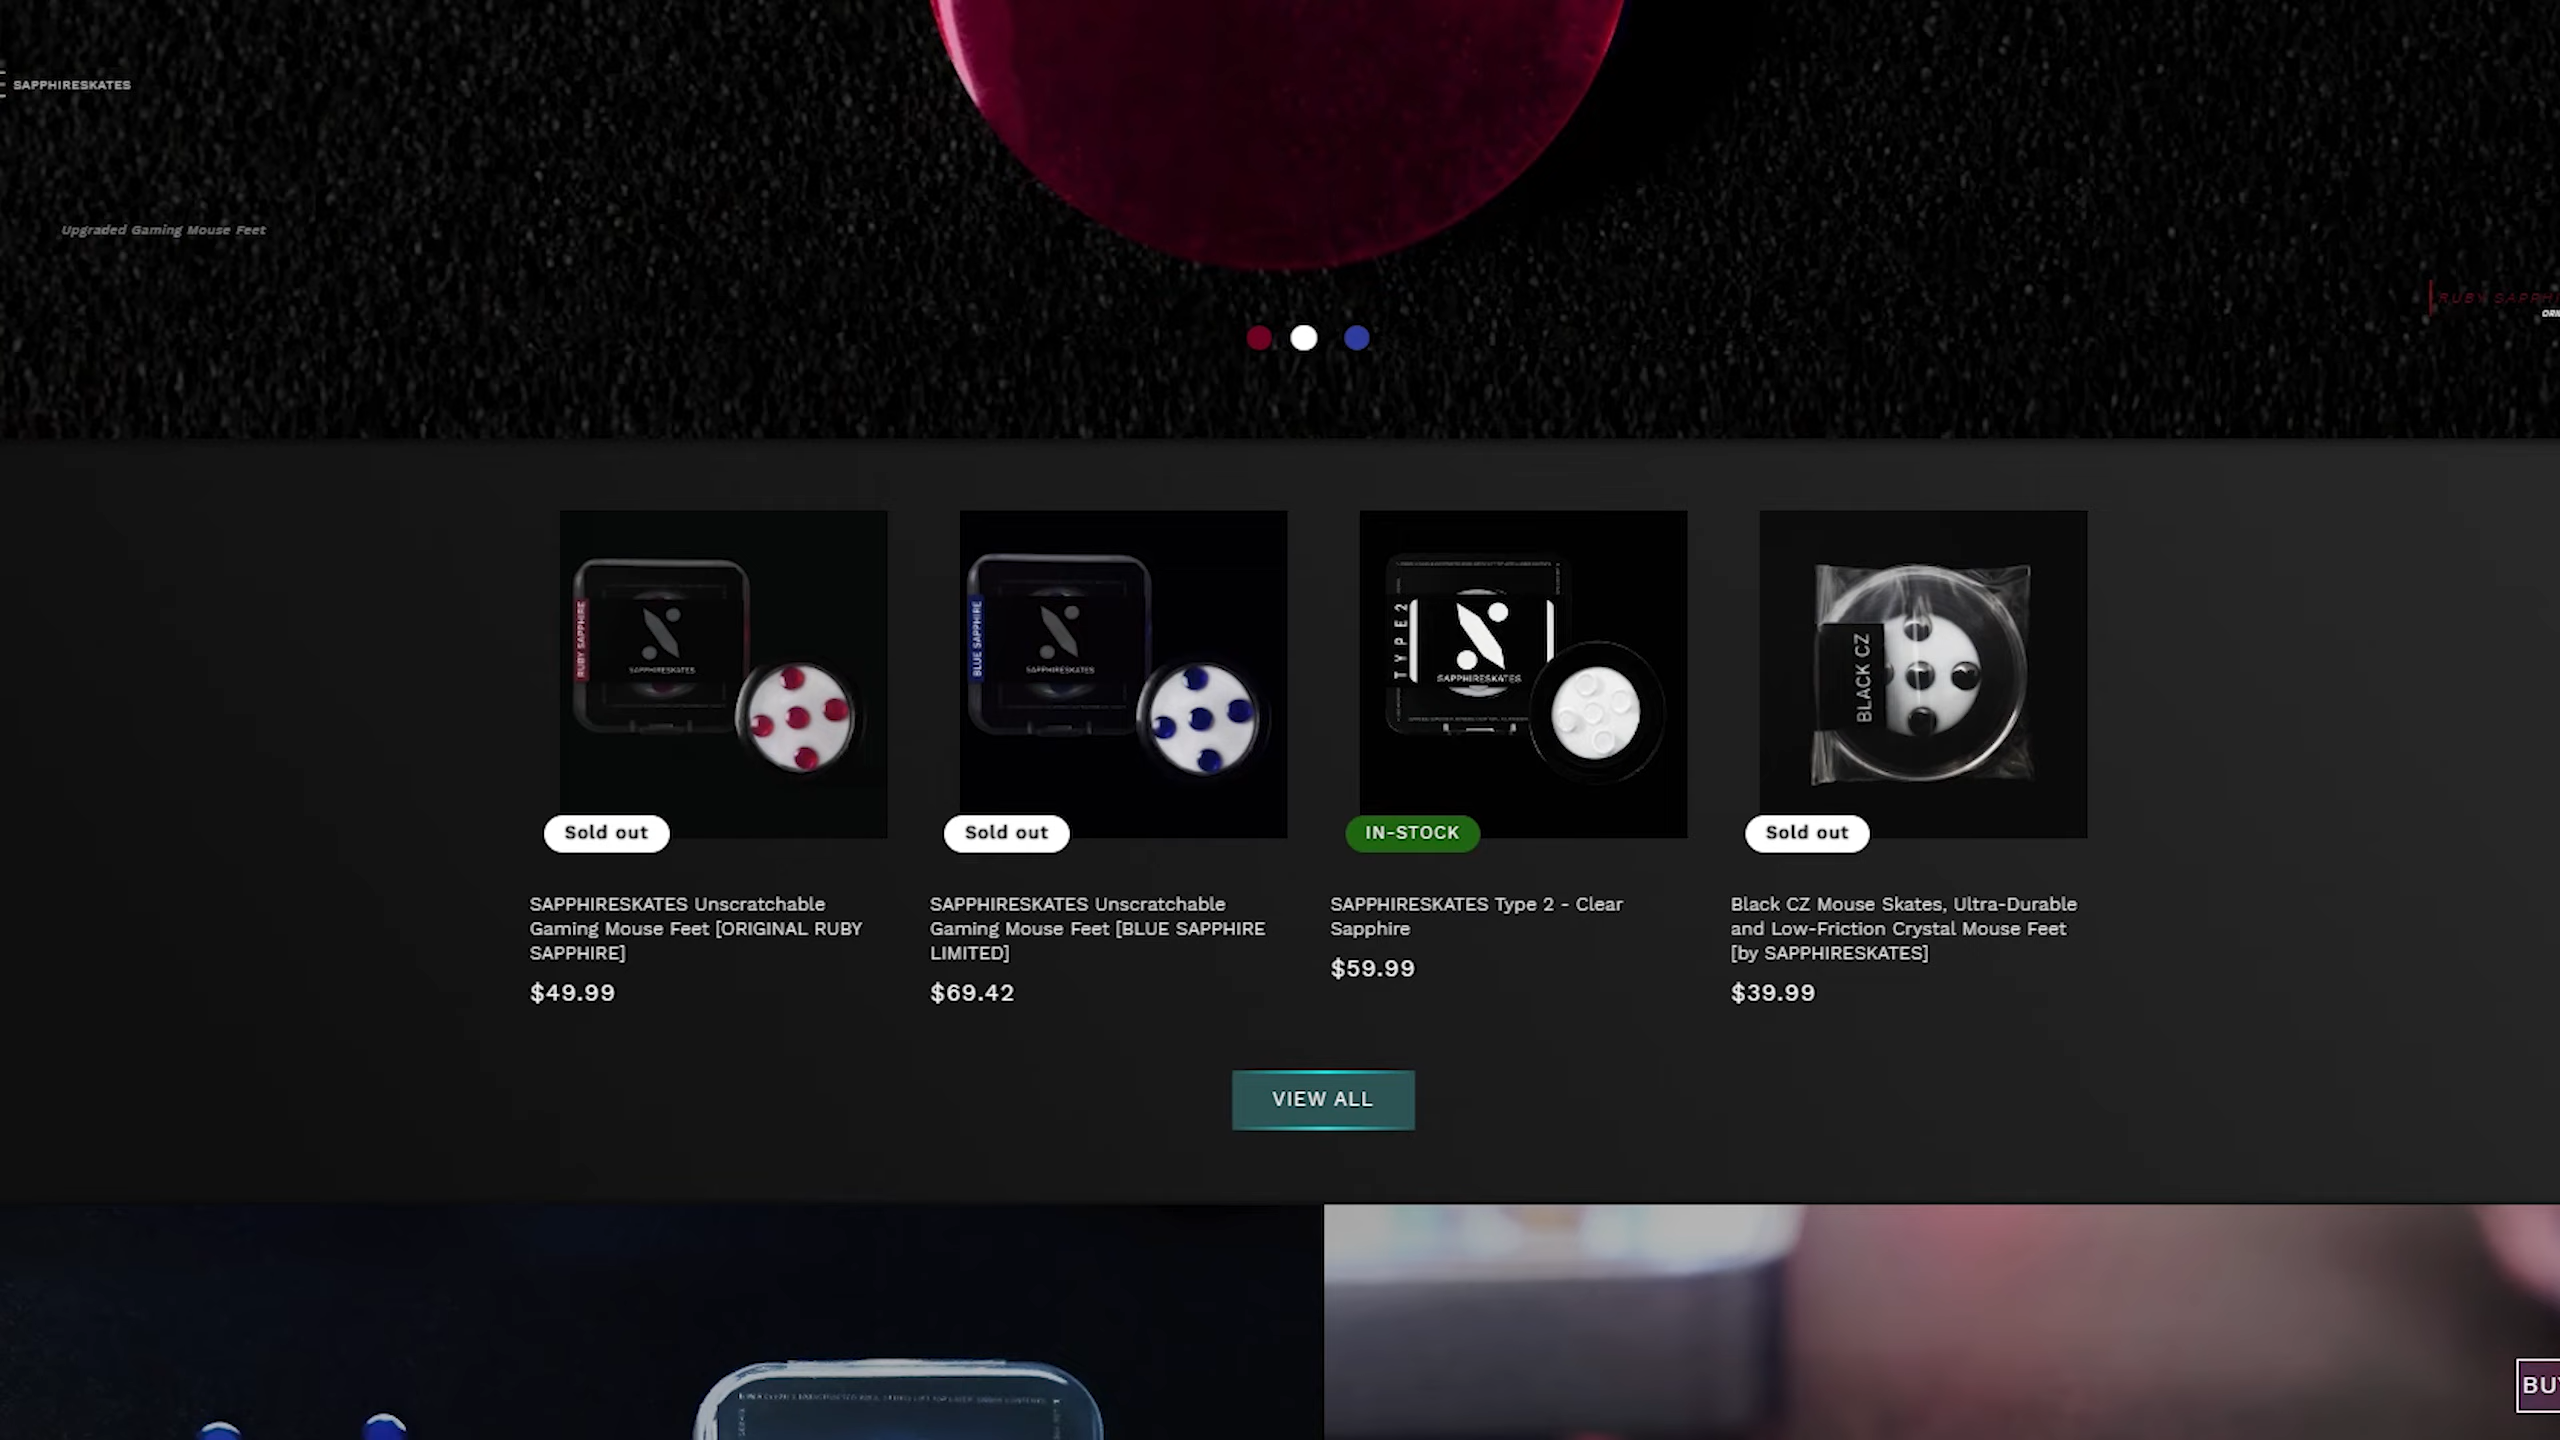 SAPPHIRESKATES
Upgraded Gaming Mouse Feet
RUBY SAPPHIRE
SAPPHIRESKATES
BLUE SAPPHIRE
SAPPHIRESKATES
TYPE 2
SAPPHIRESKATES
BLACK CZ
Sold out
Sold out
IN-STOCK
Sold out
SAPPHIRESKATES Unscratchable
Gaming Mouse Feet [ORIGINAL RUBY
SAPPHIRE]
$49.99
SAPPHIRESKATES Unscratchable
Gaming Mouse Feet [BLUE SAPPHIRE
LIMITED]
$69.42
SAPPHIRESKATES Type 2 - Clear
Sapphire
$59.99
Black CZ Mouse Skates, Ultra-Durable
and Low-Friction Crystal Mouse Feet
[by SAPPHIRESKATES]
$39.99
VIEW ALL